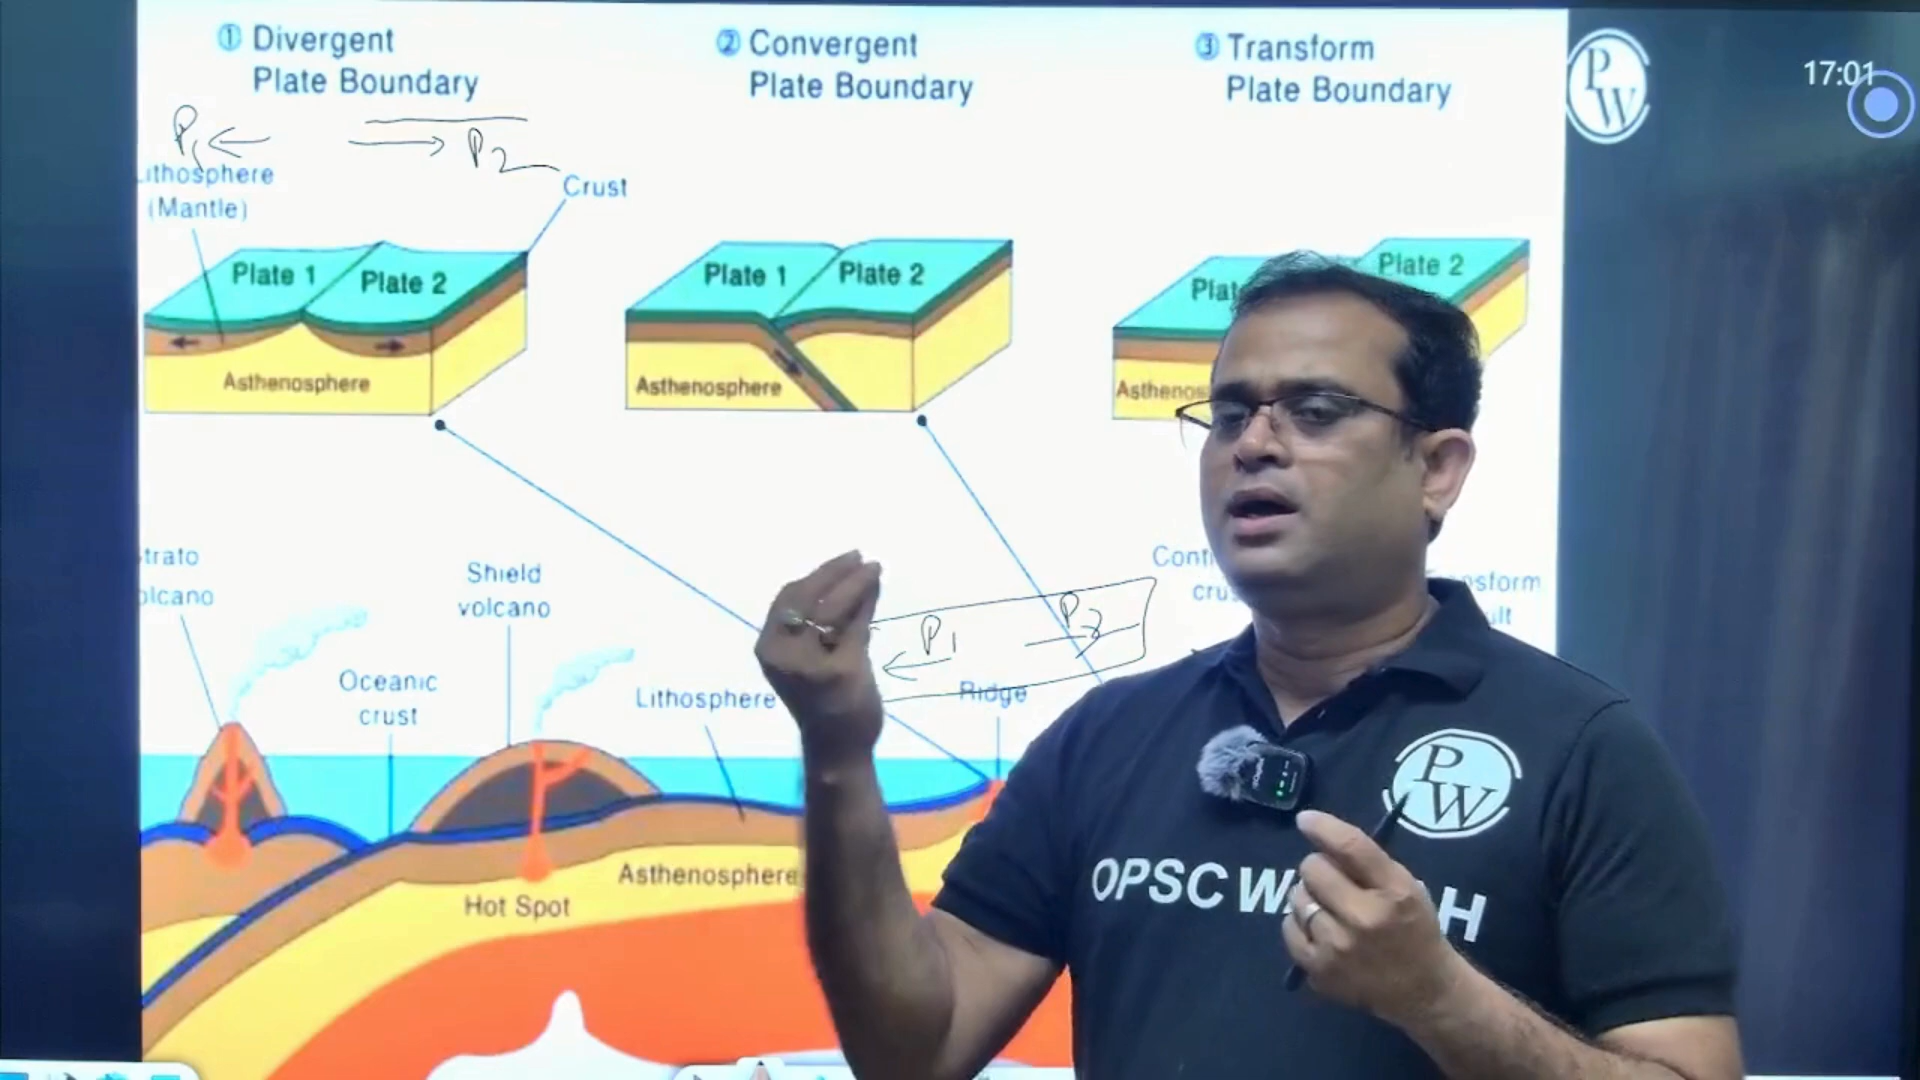 ① Divergent
Plate Boundary
② Convergent
Plate Boundary
③ Transform
Plate Boundary
PW
17:01
P1
P2
(Mantle)
Crust
Plate 1
Plate 2
Plate 1
Plate 2
Plate 2
Asthenosphere
Asthenosphere
Shield
volcano
P1
P2
Oceanic
crust
Lithosphere
Ridge
PW
OPSC
Asthenosphere
Hot Spot